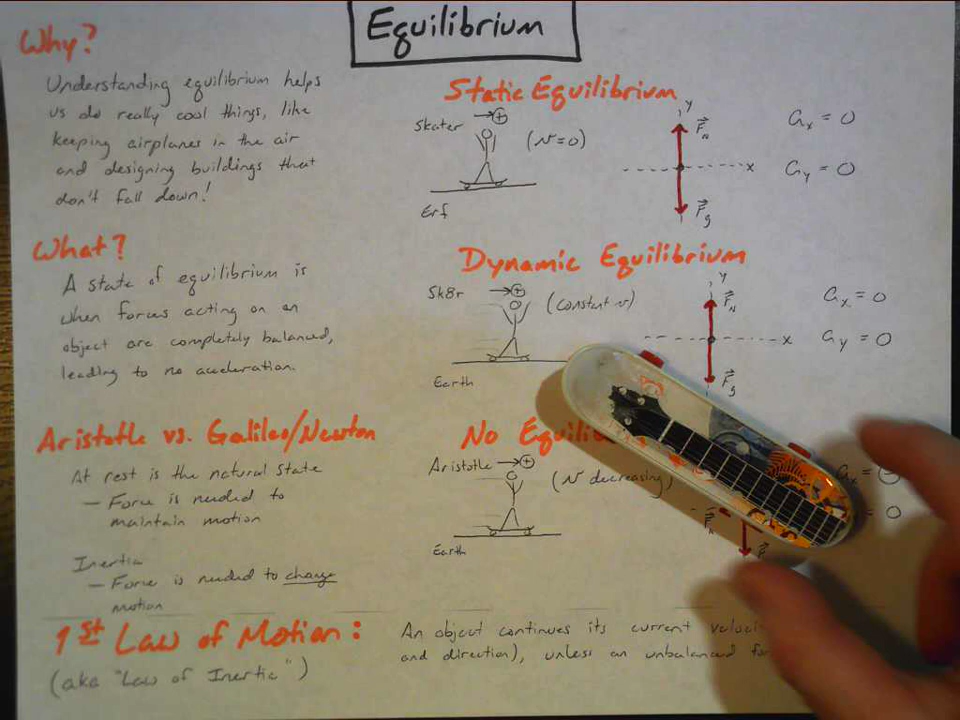 Equilibrium
Why?
Understanding equilibrium helps
us do really cool things, like
keeping airplanes in the air
and designing buildings that
don't fall down!
What?
A state of equilibrium is
when forces acting on an
object are completely balanced,
leading to no acceleration.
Aristotle vs. Galileo/Newton
At rest is the natural state
— Force is needed to
maintain motion
Inertia
— Force is needed to change
motion
Static Equilibrium
Skater → +
(v = 0)
Erf
y
F⃗N
x
F⃗g
ax = 0
ay = 0
Dynamic Equilibrium
Sk8r → +
(constant v)
Earth
y
F⃗N
x
F⃗g
ax = 0
ay = 0
No
Aristotle → +
(v decreasing)
Earth
= 0
1st Law of Motion:
(aka "Law of Inertia")
An object continues its current
and direction), unless an unbalanced